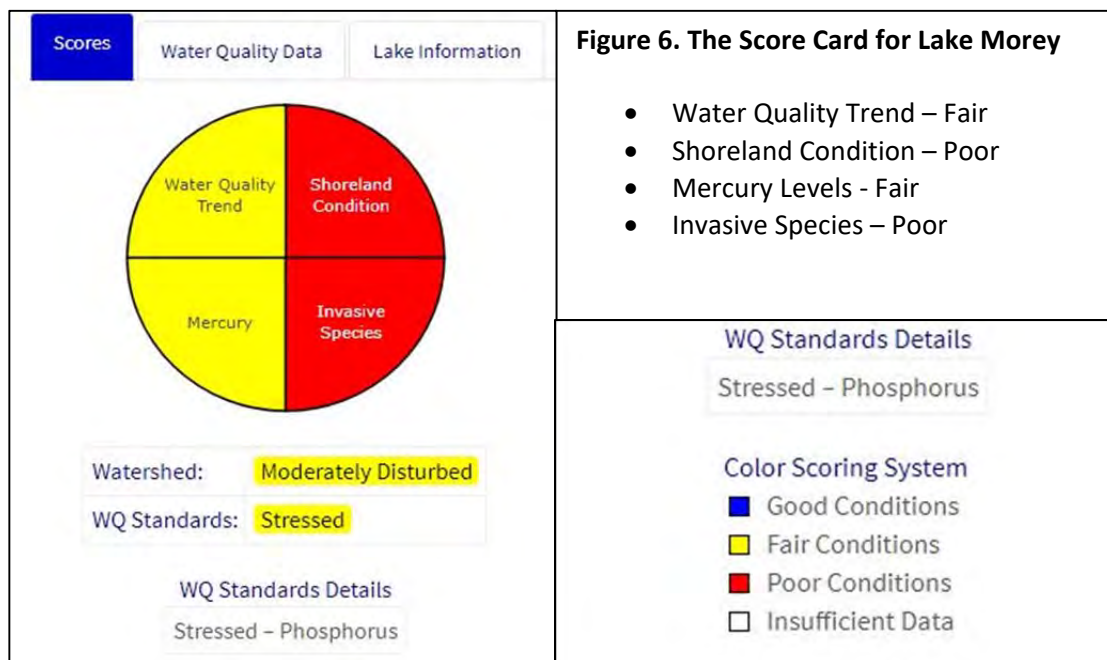 Scores
Water Quality Data
Lake Information
Water Quality
Trend
Shoreland
Condition
Mercury
Invasive
Species
Watershed: Moderately Disturbed
WQ Standards: Stressed
WQ Standards Details
Stressed – Phosphorus
Figure 6. The Score Card for Lake Morey
• Water Quality Trend – Fair
• Shoreland Condition – Poor
• Mercury Levels - Fair
• Invasive Species – Poor
WQ Standards Details
Stressed – Phosphorus
Color Scoring System
Good Conditions
Fair Conditions
Poor Conditions
Insufficient Data